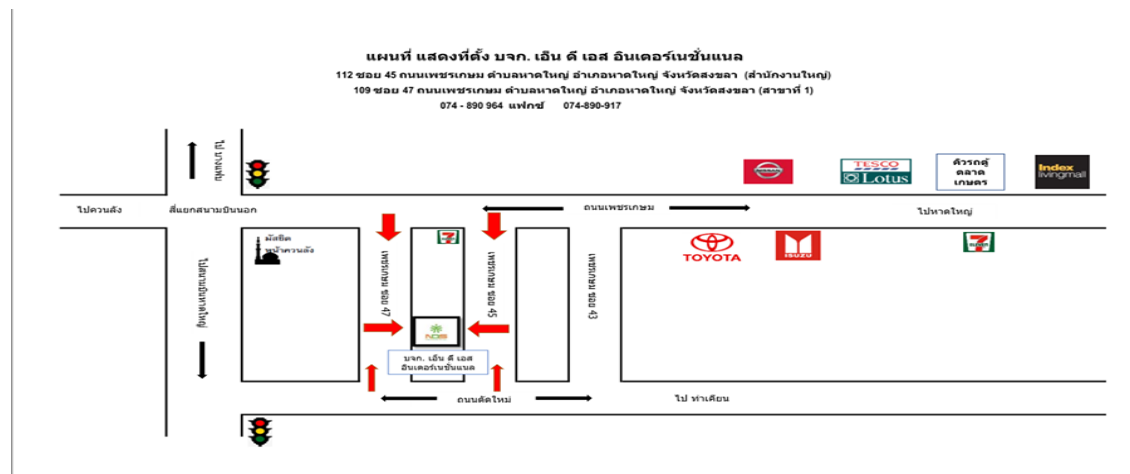 แผนที่ แสดงที่ตั้ง บจก. เอ็น ดี เอส อินเตอร์เนชั่นแนล
112 ซอย 45 ถนนเพชรเกษม ตำบลหาดใหญ่ อำเภอหาดใหญ่ จังหวัดสงขลา (สำนักงานใหญ่)
109 ซอย 47 ถนนเพชรเกษม ตำบลหาดใหญ่ อำเภอหาดใหญ่ จังหวัดสงขลา (สาขาที่ 1)
074 - 890 964 แฟกซ์ 074-890-917
ไป บางแฟบ
NISSAN
TESCO
Lotus
คิวรถตู้
ตลาด
เกษตร
Index
livingmall
ไปควนลัง
สี่แยกสนามบินนอก
ถนนเพชรเกษม
ไปหาดใหญ่
มัสยิด
หน้าควนลัง
7 ELEVEN
TOYOTA
ISUZU
7 ELEVEN
ไปสนามบินหาดใหญ่
เพชรเกษม ซอย 47
เพชรเกษม ซอย 45
เพชรเกษม ซอย 43
NDS
บจก. เอ็น ดี เอส
อินเตอร์เนชั่นแนล
ถนนตัดใหม่
ไป ท่าเคียน